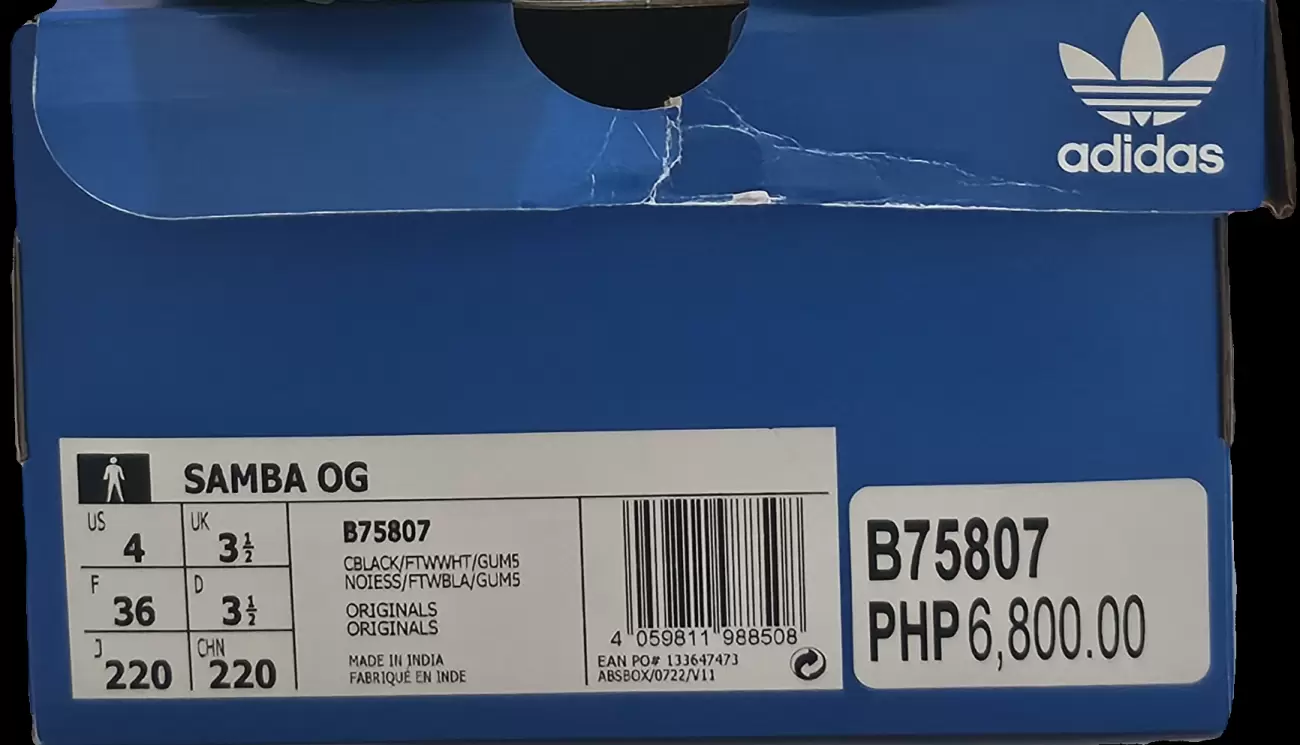 adidas
SAMBA OG
US
4
UK
3½
F
36
D
3½
J
220
CHN
220
B75807
CBLACK/FTWWHT/GUM5
NOIESS/FTWBLA/GUM5
ORIGINALS
ORIGINALS
MADE IN INDIA
FABRIQUÉ EN INDE
4 059811 988508
EAN PO# 133647473
ABSBOX/0722/V11
B75807
PHP 6,800.00